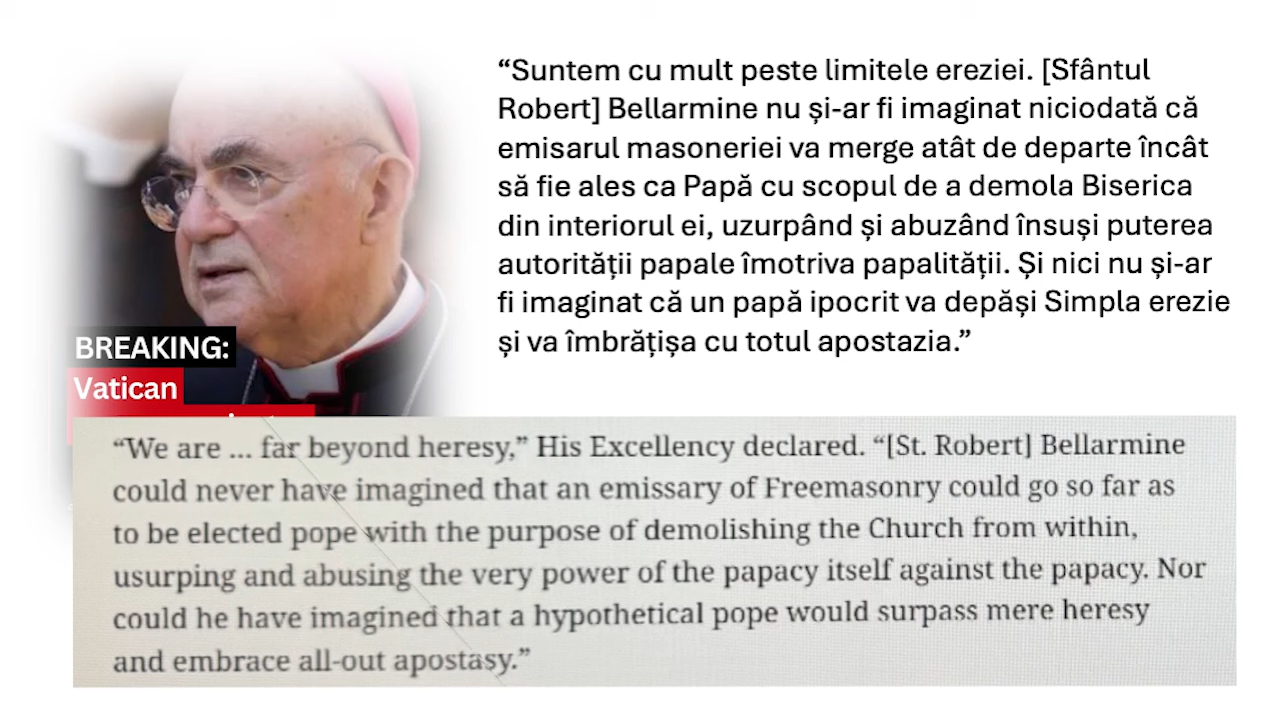 “Suntem cu mult peste limitele ereziei. [Sfântul
Robert] Bellarmine nu și-ar fi imaginat niciodată că
emisarul masoneriei va merge atât de departe încât
să fie ales ca Papă cu scopul de a demola Biserica
din interiorul ei, uzurpând și abuzând însuși puterea
autorității papale îmotriva papalității. Și nici nu și-ar
fi imaginat că un papă ipocrit va depăși Simpla erezie
și va îmbrățișa cu totul apostazia.”
BREAKING:
Vatican
“We are ... far beyond heresy,” His Excellency declared. “[St. Robert] Bellarmine
could never have imagined that an emissary of Freemasonry could go so far as
to be elected pope with the purpose of demolishing the Church from within,
usurping and abusing the very power of the papacy itself against the papacy. Nor
could he have imagined that a hypothetical pope would surpass mere heresy
and embrace all-out apostasy.”